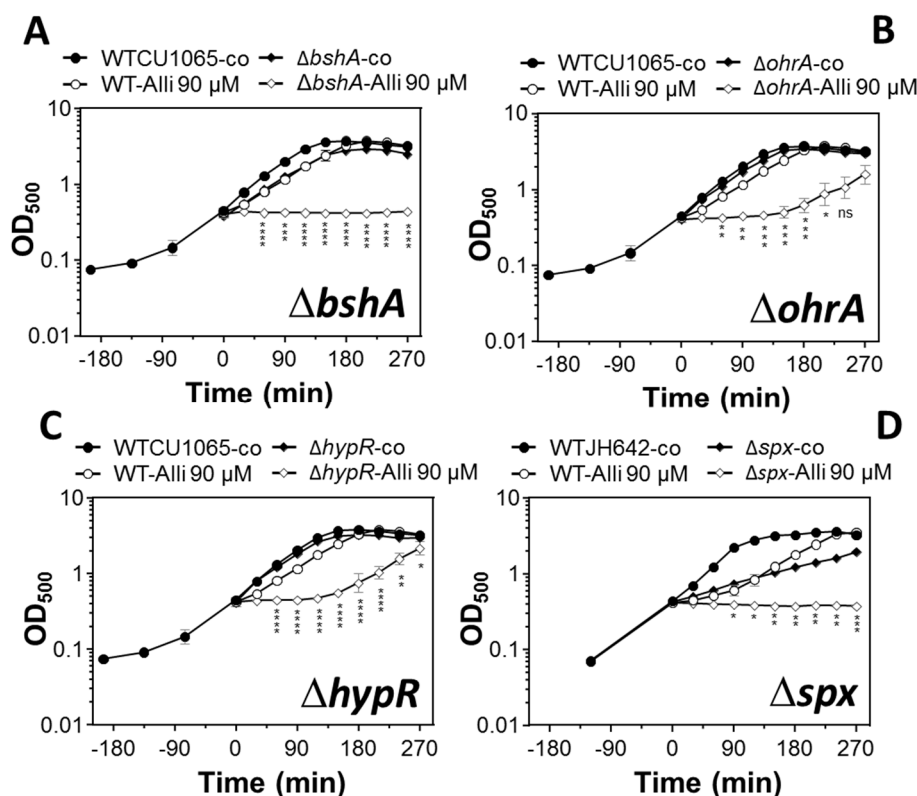 A
WTCU1065-co ΔbshA-co
WT-Alli 90 μM ΔbshA-Alli 90 μM
10
1
0.1
0.01
OD500
****
***
****
****
****
****
****
****
ΔbshA
-180 -90 0 90 180 270
Time (min)
B
WTCU1065-co ΔohrA-co
WT-Alli 90 μM ΔohrA-Alli 90 μM
10
1
0.1
0.01
OD500
****
***
****
****
****
*
ns
ΔohrA
-180 -90 0 90 180 270
Time (min)
C
WTCU1065-co ΔhypR-co
WT-Alli 90 μM ΔhypR-Alli 90 μM
10
1
0.1
0.01
OD500
****
****
****
****
****
****
**
*
ΔhypR
-180 -90 0 90 180 270
Time (min)
D
WTJH642-co Δspx-co
WT-Alli 90 μM Δspx-Alli 90 μM
10
1
0.1
0.01
OD500
*
*
**
**
**
**
**
***
Δspx
-180 -90 0 90 180 270
Time (min)